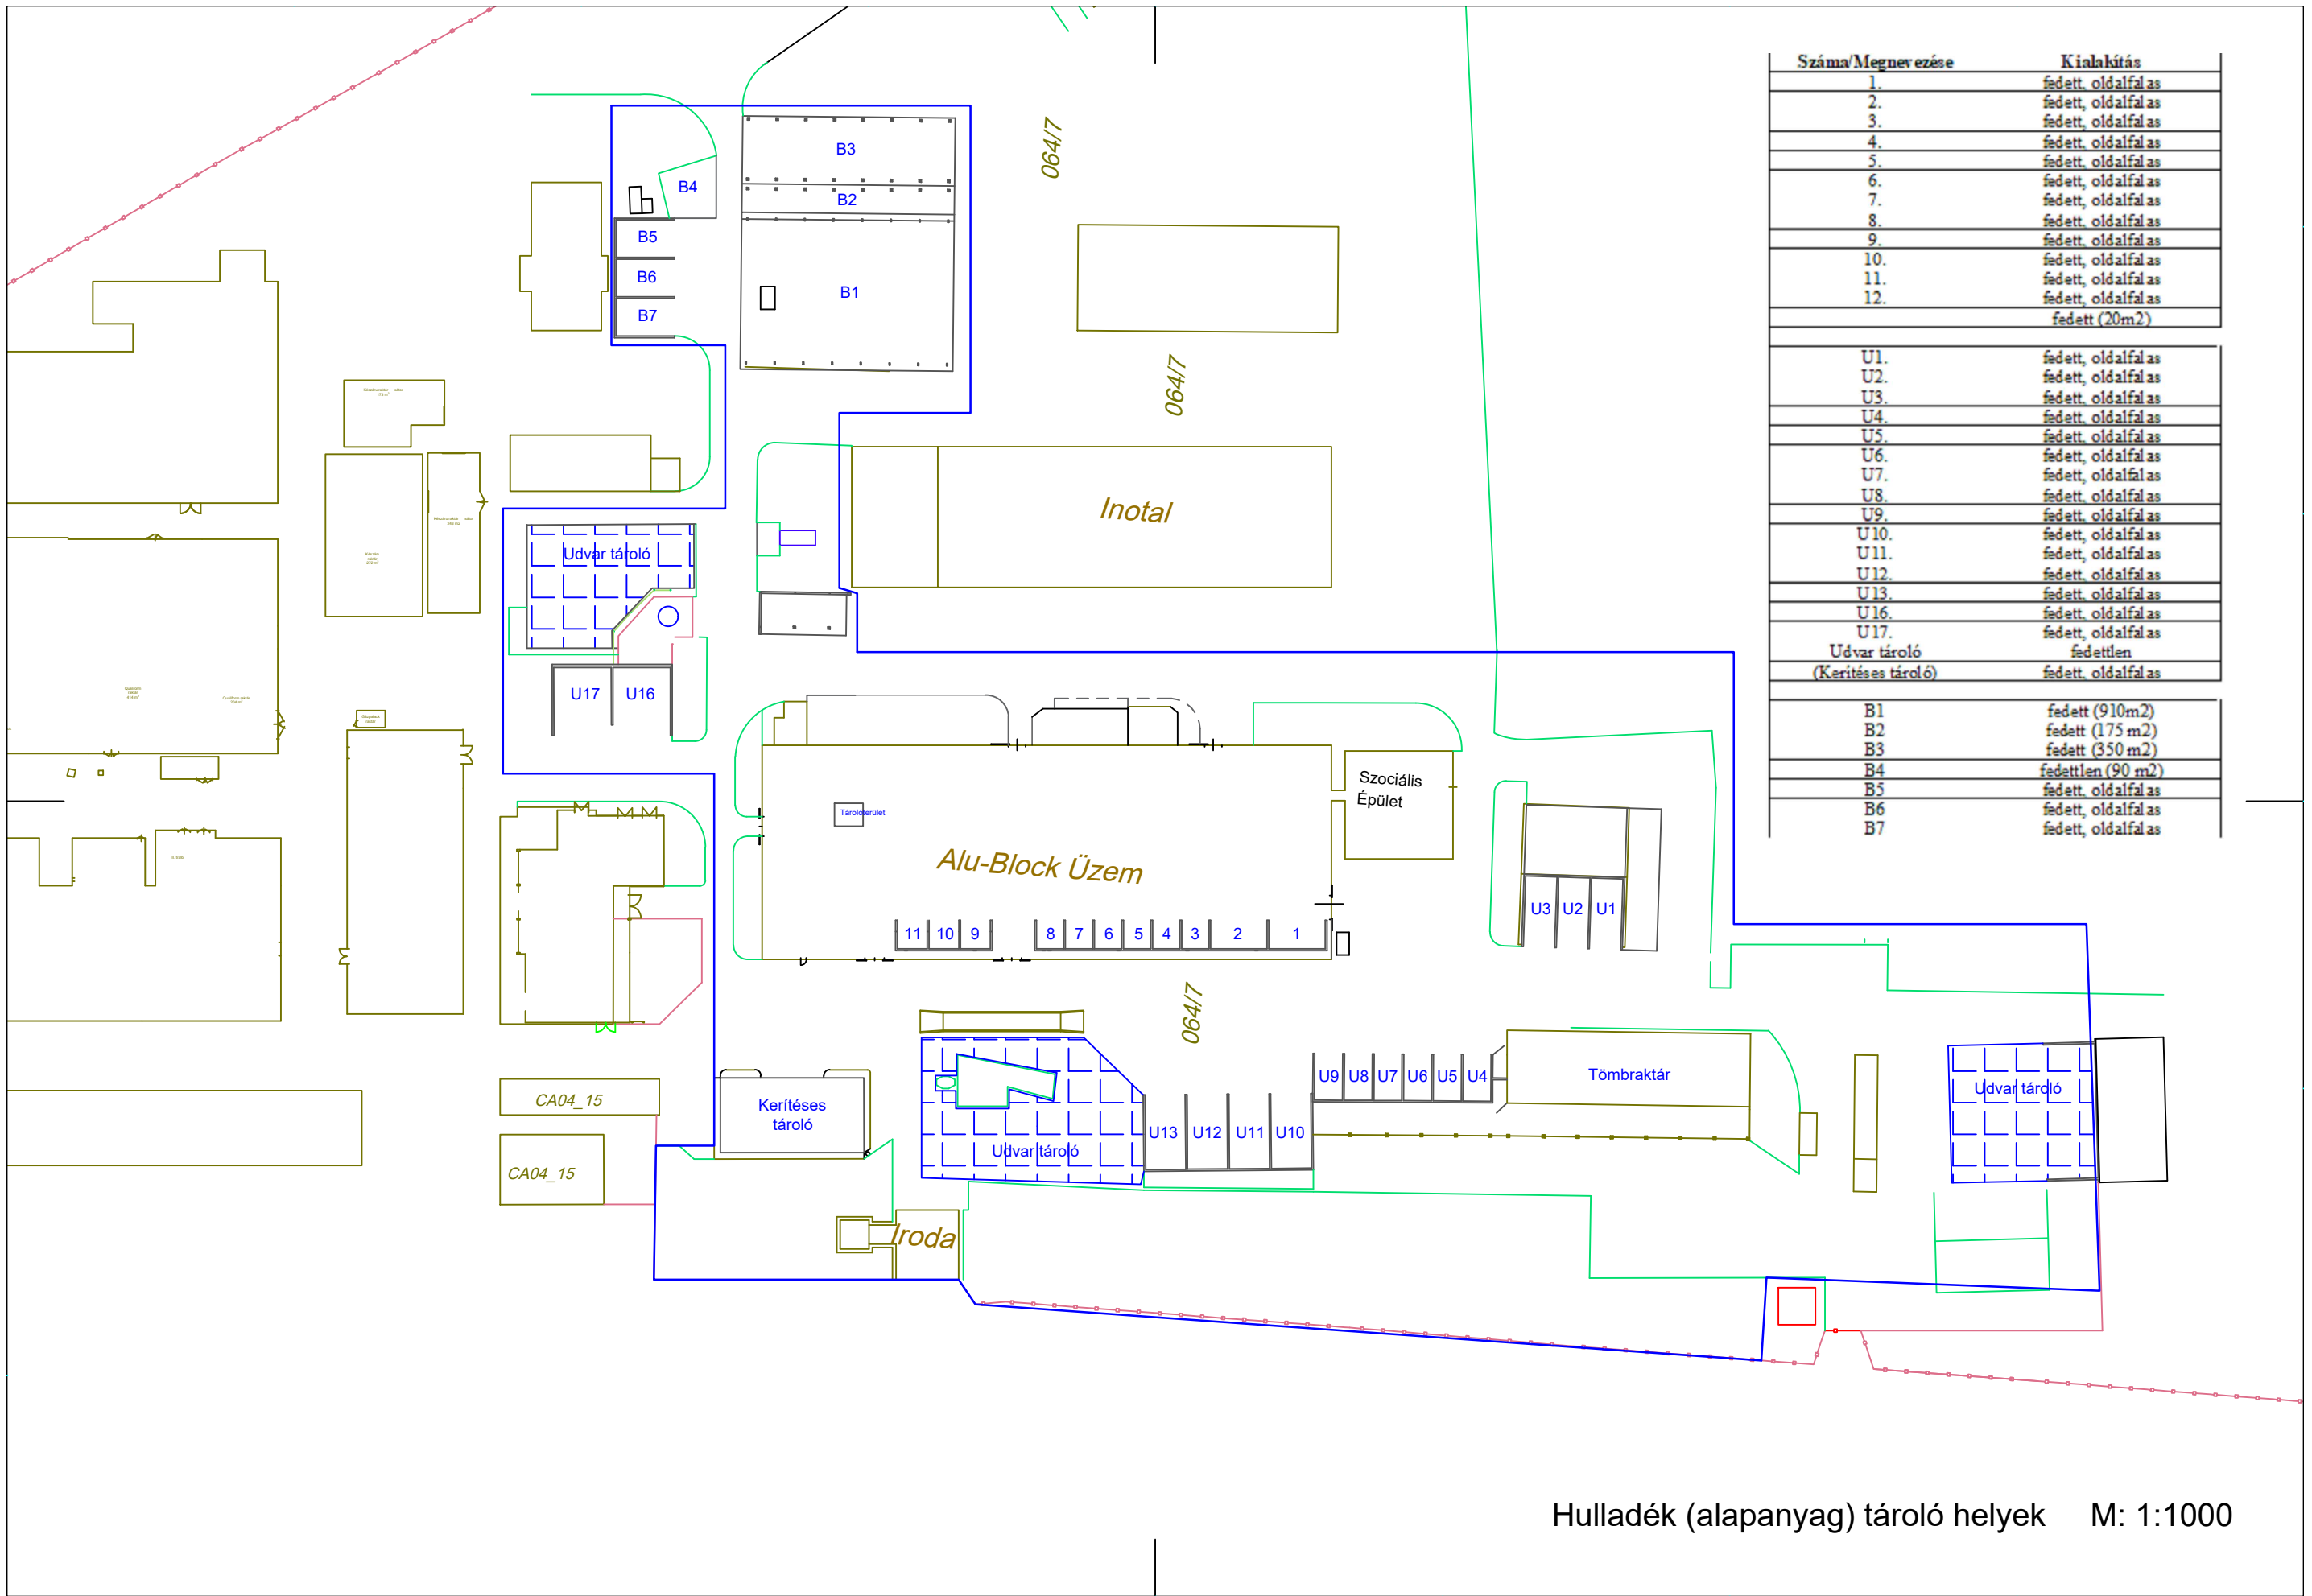 Száma/Megnevezése Kialakítás
1. fedett, oldalfalas
2. fedett, oldalfalas
3. fedett, oldalfalas
4. fedett, oldalfalas
5. fedett, oldalfalas
6. fedett, oldalfalas
7. fedett, oldalfalas
8. fedett, oldalfalas
9. fedett, oldalfalas
10. fedett, oldalfalas
11. fedett, oldalfalas
12. fedett, oldalfalas
fedett (20m2)
U1. fedett, oldalfalas
U2. fedett, oldalfalas
U3. fedett, oldalfalas
U4. fedett, oldalfalas
U5. fedett, oldalfalas
U6. fedett, oldalfalas
U7. fedett, oldalfalas
U8. fedett, oldalfalas
U9. fedett, oldalfalas
U10. fedett, oldalfalas
U11. fedett, oldalfalas
U12. fedett, oldalfalas
U13. fedett, oldalfalas
U16. fedett, oldalfalas
U17. fedett, oldalfalas
Udvar tároló fedettlen
(Kerítéses tároló) fedett, oldalfalas
B1 fedett (910m2)
B2 fedett (175 m2)
B3 fedett (350 m2)
B4 fedettlen (90 m2)
B5 fedett, oldalfalas
B6 fedett, oldalfalas
B7 fedett, oldalfalas
B3
B4
B2
B5
B6
B1
B7
064/7
064/7
Inotal
Udvar tároló
U17 U16
Szociális
Épület
Tárolóterület
Alu-Block Üzem
11 10 9 8 7 6 5 4 3 2 1
U3 U2 U1
064/7
U9 U8 U7 U6 U5 U4
Tömbraktár
Udvar tároló
CA04_15
Kerítéses
tároló
U13 U12 U11 U10
Udvar tároló
CA04_15
Iroda
Hulladék (alapanyag) tároló helyek M: 1:1000